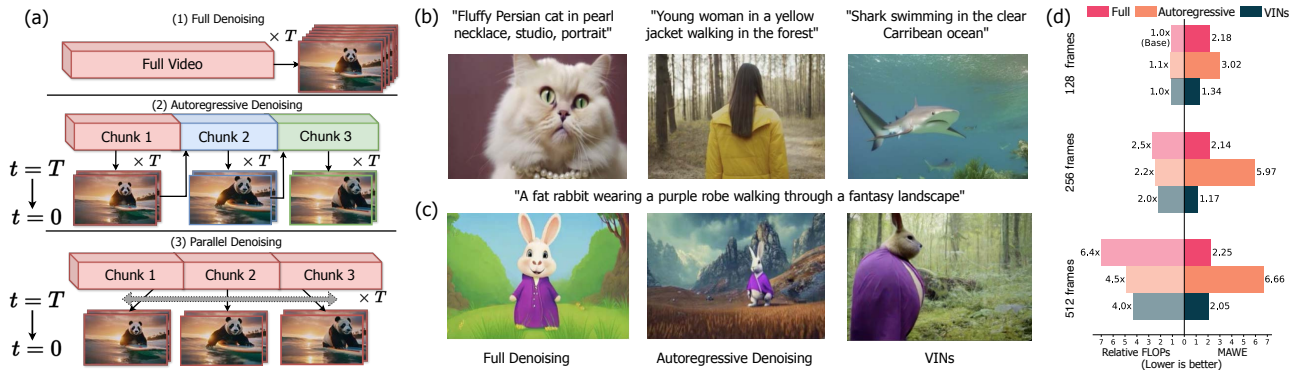 (a)
(1) Full Denoising
Full Video
× T
(2) Autoregressive Denoising
Chunk 1
Chunk 2
Chunk 3
× T
× T
× T
t = T
t = 0
(3) Parallel Denoising
Chunk 1
Chunk 2
Chunk 3
× T
t = T
t = 0
(b)
"Fluffy Persian cat in pearl
necklace, studio, portrait"
"Young woman in a yellow
jacket walking in the forest"
"Shark swimming in the clear
Carribean ocean"
"A fat rabbit wearing a purple robe walking through a fantasy landscape"
(c)
Full Denoising
Autoregressive Denoising
VINs
(d)
Full
Autoregressive
VINs
128 frames
1.0x
(Base)
2.18
1.1x
3.02
1.0x
1.34
256 frames
2.5x
2.14
2.2x
5.97
2.0x
1.17
512 frames
6.4x
2.25
4.5x
6.66
4.0x
2.05
7 6 5 4 3 2 1 0 1 2 3 4 5 6 7
Relative FLOPs
MAWE
(Lower is better)